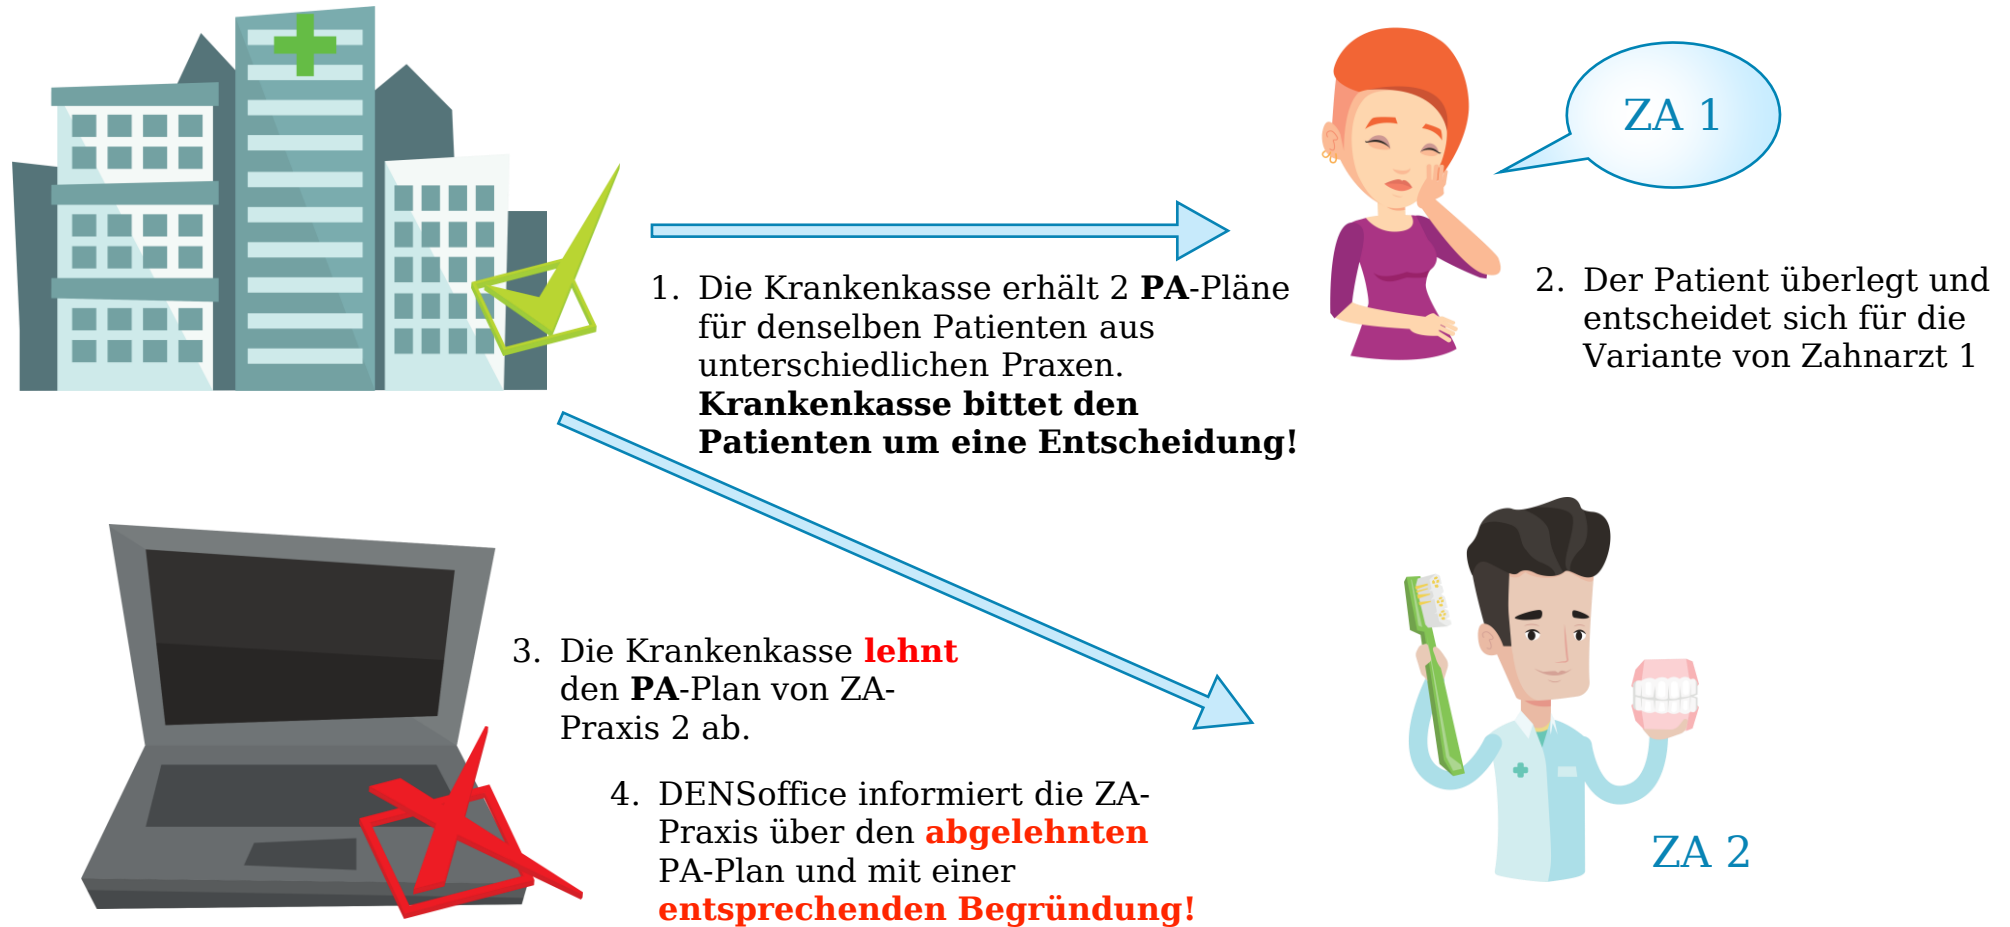 ZA 1
1. Die Krankenkasse erhält 2 PA-Pläne
für denselben Patienten aus
unterschiedlichen Praxen.
Krankenkasse bittet den
Patienten um eine Entscheidung!
2. Der Patient überlegt und
entscheidet sich für die
Variante von Zahnarzt 1
3. Die Krankenkasse lehnt
den PA-Plan von ZA-
Praxis 2 ab.
4. DENSoffice informiert die ZA-
Praxis über den abgelehnten
PA-Plan und mit einer
entsprechenden Begründung!
ZA 2